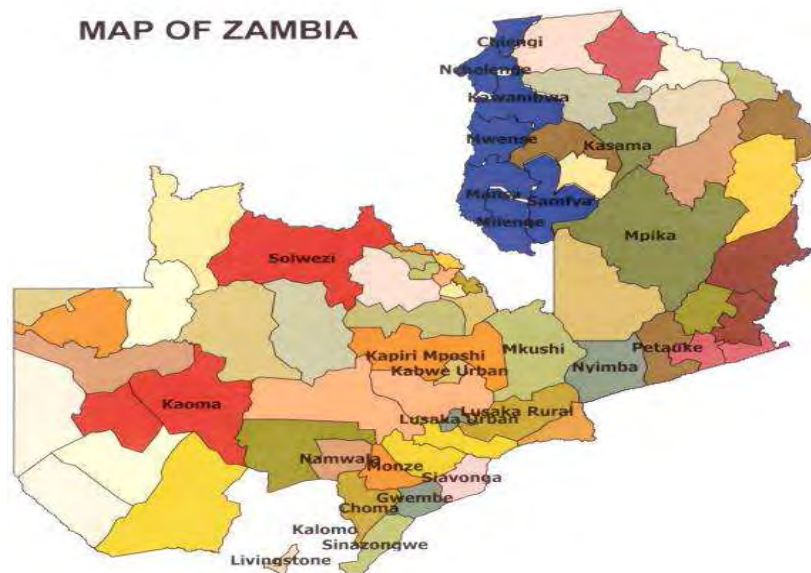 MAP OF ZAMBIA
Chiengi
Nchelenge
Kawambwa
Mwense
Kasama
Mansa
Samfya
Milenge
Mpika
Solwezi
Kapiri Mposhi
Mkushi
Kabwe Urban
Nyimba
Petauke
Kaoma
Lusaka Rural
Lusaka Urban
Namwala
Monze
Siavonga
Gwembe
Choma
Kalomo
Sinazongwe
Livingstone